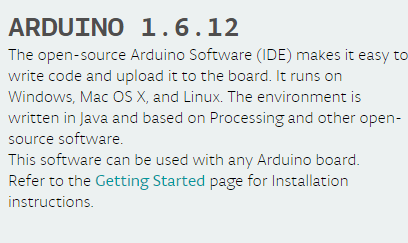 ARDUINO 1.6.12
The open-source Arduino Software (IDE) makes it easy to
write code and upload it to the board. It runs on
Windows, Mac OS X, and Linux. The environment is
written in Java and based on Processing and other open-
source software.
This software can be used with any Arduino board.
Refer to the Getting Started page for Installation
instructions.